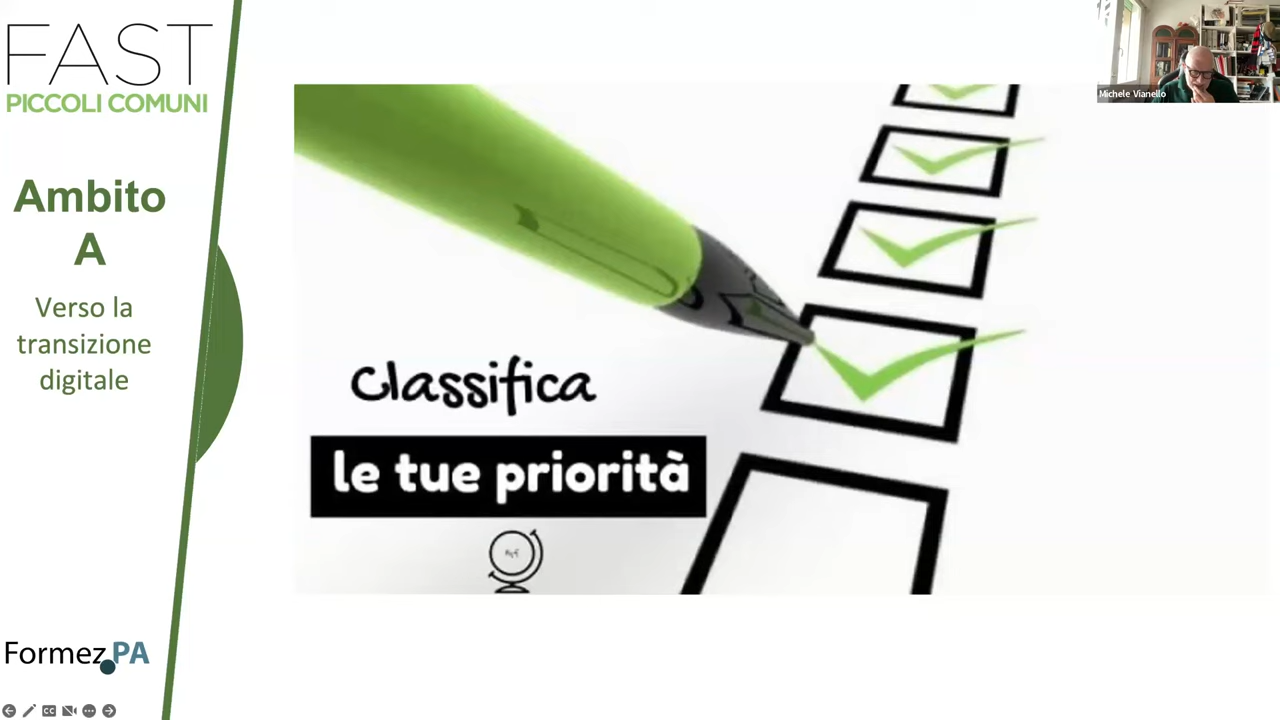 FAST
PICCOLI COMUNI
Ambito
A
Verso la
transizione
digitale
FormezPA
Classifica
le tue priorità
Michele Vianello